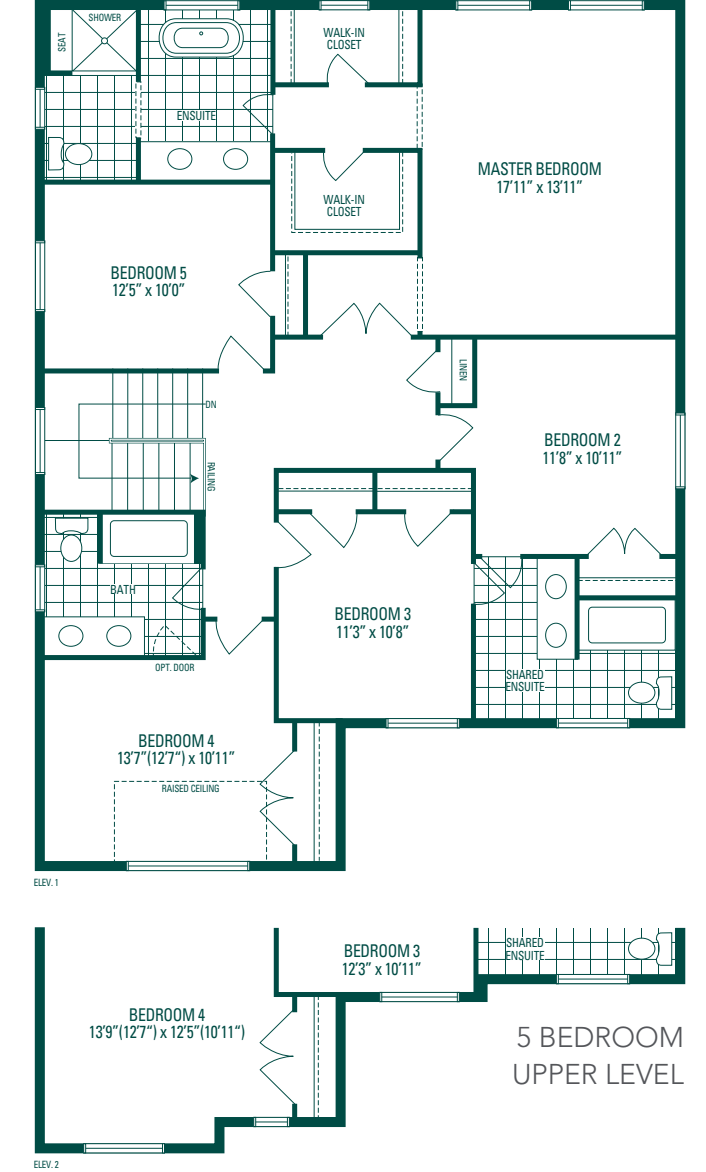 SHOWER
SEAT
WALK-IN
CLOSET
ENSUITE
MASTER BEDROOM
17'11" x 13'11"
WALK-IN
CLOSET
BEDROOM 5
12'5" x 10'0"
LINEN
DN
BEDROOM 2
11'8" x 10'11"
RAILING
BATH
BEDROOM 3
11'3" x 10'8"
OPT. DOOR
SHARED
ENSUITE
BEDROOM 4
13'7"(12'7") x 10'11"
RAISED CEILING
ELEV. 1
SHARED
ENSUITE
BEDROOM 3
12'3" x 10'11"
BEDROOM 4
13'9"(12'7") x 12'5"(10'11")
5 BEDROOM
UPPER LEVEL
ELEV. 2